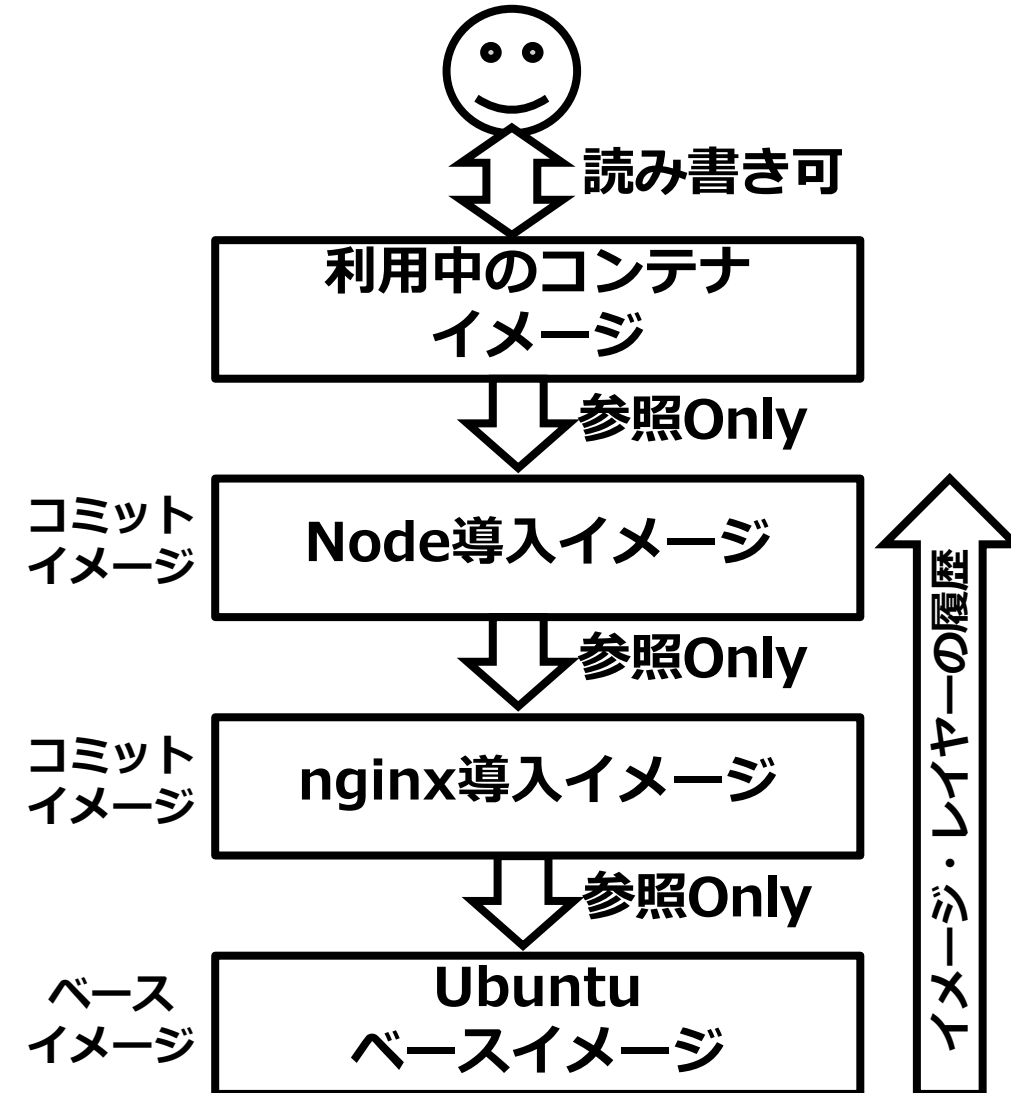 読み書き可
利用中のコンテナ
イメージ
参照Only
コミット
イメージ
Node導入イメージ
参照Only
コミット
イメージ
nginx導入イメージ
参照Only
ベース
イメージ
Ubuntu
ベースイメージ
イメージ・レイヤーの履歴